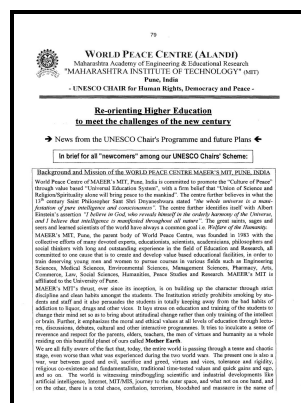 79
WORLD PEACE CENTRE (ALANDI)
Maharashtra Academy of Engineering & Educational Research
"MAHARASHTRA INSTITUTE OF TECHNOLOGY" (MIT)
Pune, India
- UNESCO CHAIR for Human Rights, Democracy and Peace -
Re-orienting Higher Education
to meet the challenges of the new century
➔ News from the UNESCO Chair's Programme and future Plans ←
In brief for all "newcomers" among our UNESCO Chairs' Scheme:
Background and Mission of the WORLD PEACE CENTRE MAEER'S MIT, PUNE, INDIA
World Peace Centre of MAEER's MIT, Pune, India is committed to promote the "Culture of Peace"
through value based "Universal Education System", with a firm belief that "Union of Science and
Religion/Spirituality alone will bring peace to the mankind". The centre further believes in what the
13th century Saint Philosopher Sant Shri Dnyaneshwara stated "the whole universe is a mani-
festation of pure intelligence and consciousness". The centre further identifies itself with Albert
Einstein's assertion "I believe in God, who reveals himself in the orderly harmony of the Universe,
and I believe that intelligence is manifested throughout all nature". The great saints, sages and
seers and learned scientists of the world have always a common goal i.e. Welfare of the Humanity.
MAEER's MIT, Pune, the parent body of World Peace Centre, was founded in 1983 with the
collective efforts of many devoted experts, educationists, scientists, academicians, philosophers and
social thinkers with long and outstanding experience in the field of Education and Research, all
committed to one cause that is to create and develop value based educational facilities, in order to
train deserving young men and women to pursue courses in various fields such as Engineering
Sciences, Medical Sciences, Environmental Sciences, Management Sciences, Pharmacy, Arts,
Commerce, Law, Social Sciences, Humanities, Peace Studies and Research. MAEER's MIT is
affiliated to the University of Pune.
MAEER's MIT's thrust, ever since its inception, is on building up the character through strict
discipline and clean habits amongst the students. The Institution strictly prohibits smoking by stu-
dents and staff and it also persuades the students in totally keeping away from the bad habits of
addiction to liquor, drugs and other vices. It lays stress on education and training of the students to
change their mind set so as to bring about attitudinal change rather than only training of the intellect
or brain. Further, it emphasises the moral and ethical values at all levels of education through lectu-
res, discussions, debates, cultural and other interactive programmes. It tries to inculcate a sense of
reverence and respect for the parents, elders, teachers, the man of virtues and humanity as a whole
residing on this beautiful planet of ours called Mother Earth.
We are all fully aware of the fact that, today, the entire world is passing through a tense and chaotic
stage, even worse than what was experienced during the two world wars. The present one is also a
war, war between good and evil, sacrifice and greed, virtues and vices, tolerance and rigidity,
religious co-existence and fundamentalism, traditional time-tested values and quick gains and ego,
and so on. The world is witnessing mindboggling scientific and industrial developments like
artificial intelligence, Internet, MIT/MIS, journey to the outer space, and what not on one hand, and
on the other, there is a total chaos, confusion, terrorism, bloodshed and massacre in the name of